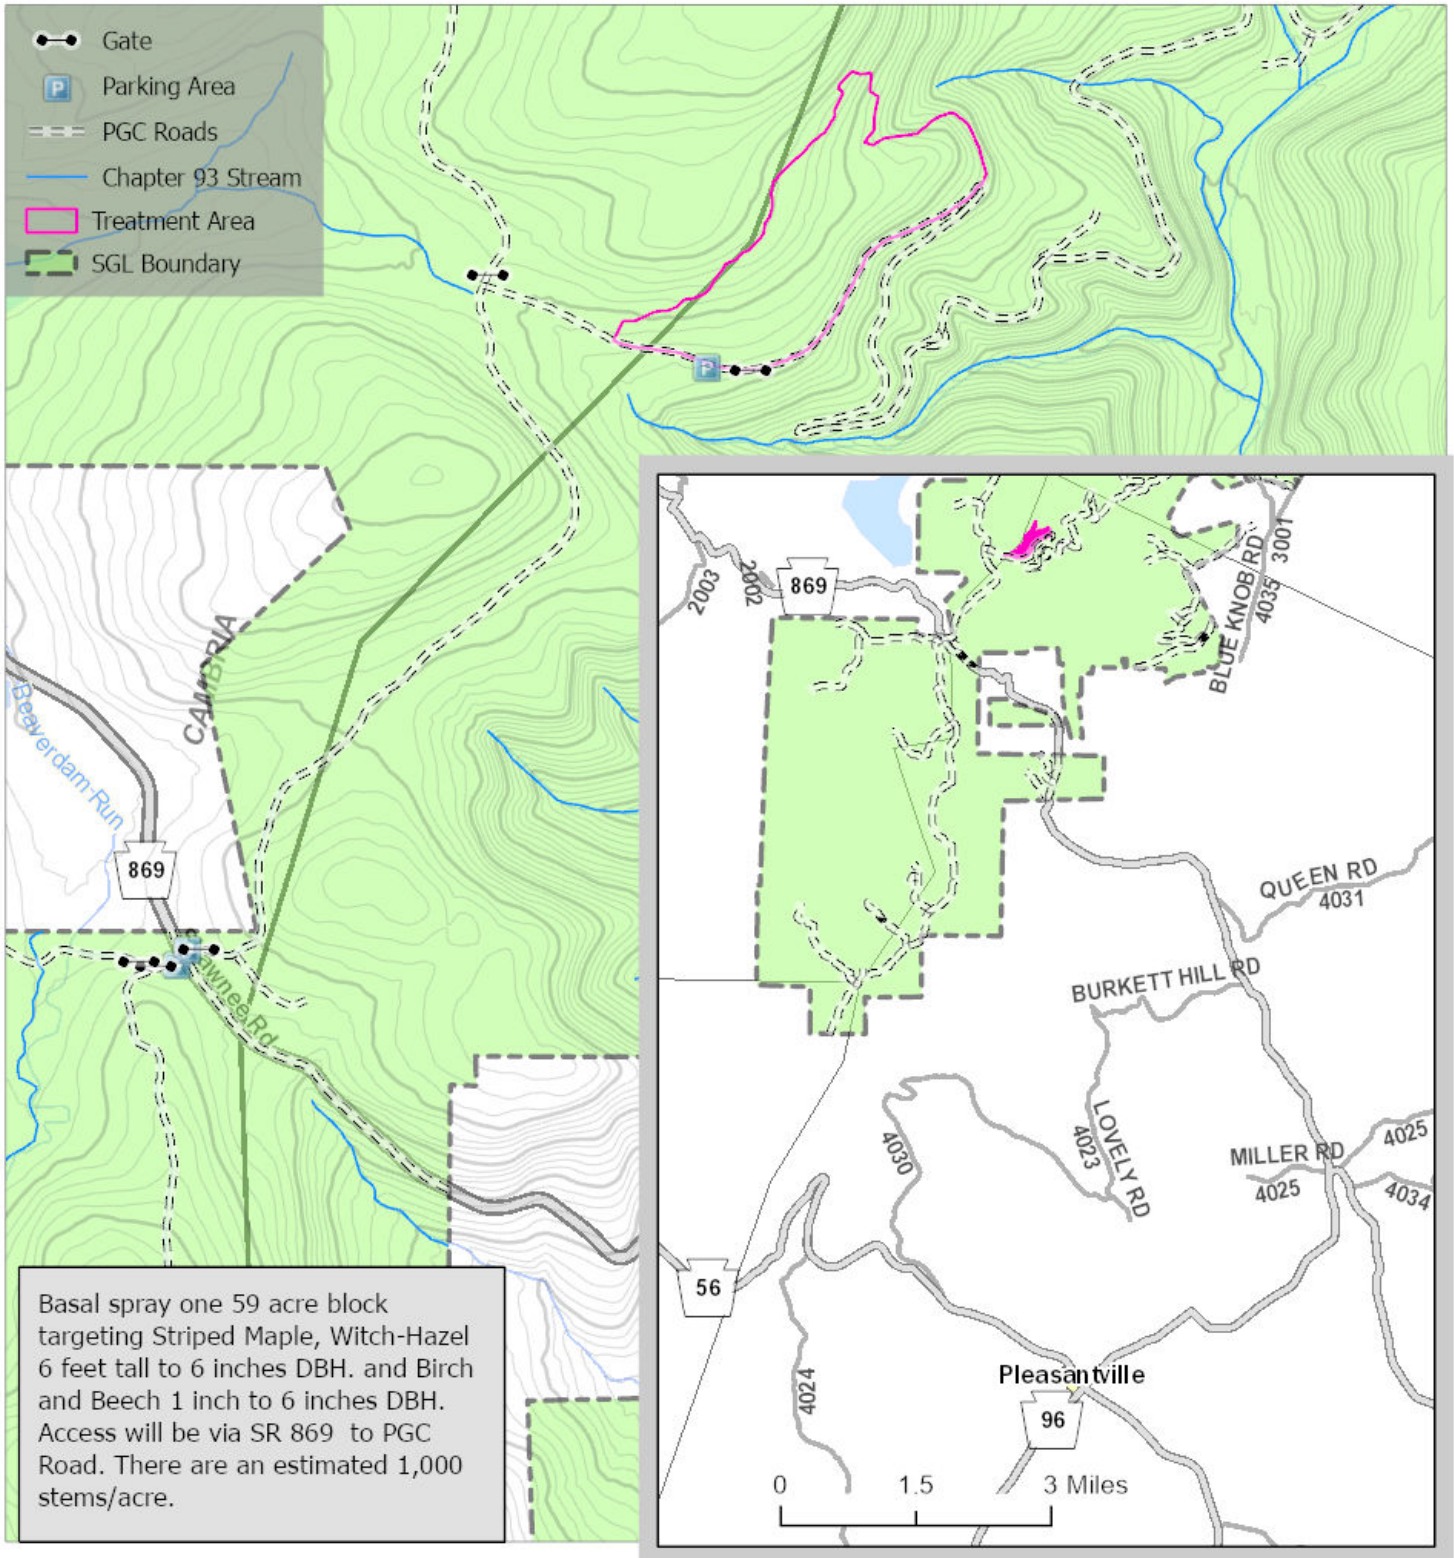 Gate
Parking Area
PGC Roads
Chapter 93 Stream
Treatment Area
SGL Boundary
P
P
CAMBRIA
Beaverdam Run
869
Shawnee Rd
Basal spray one 59 acre block
targeting Striped Maple, Witch-Hazel
6 feet tall to 6 inches DBH. and Birch
and Beech 1 inch to 6 inches DBH.
Access will be via SR 869 to PGC
Road. There are an estimated 1,000
stems/acre.
2003
2002
869
BLUE KNOB RD
3001
4035
QUEEN RD
4031
BURKETT HILL RD
LOVELY RD
4023
4030
MILLER RD
4025
4025
4034
56
4024
Pleasantville
96
0 1.5 3 Miles